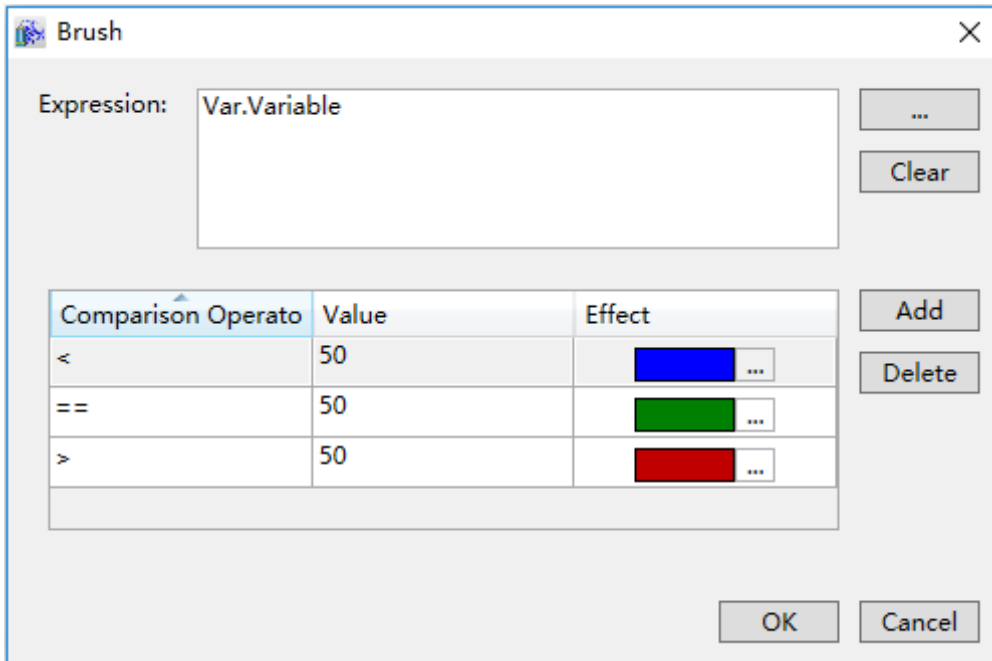 Brush
Expression:
Var.Variable
...
Clear
Comparison Operato Value Effect
< 50 ...
== 50 ...
> 50 ...
Add
Delete
OK Cancel